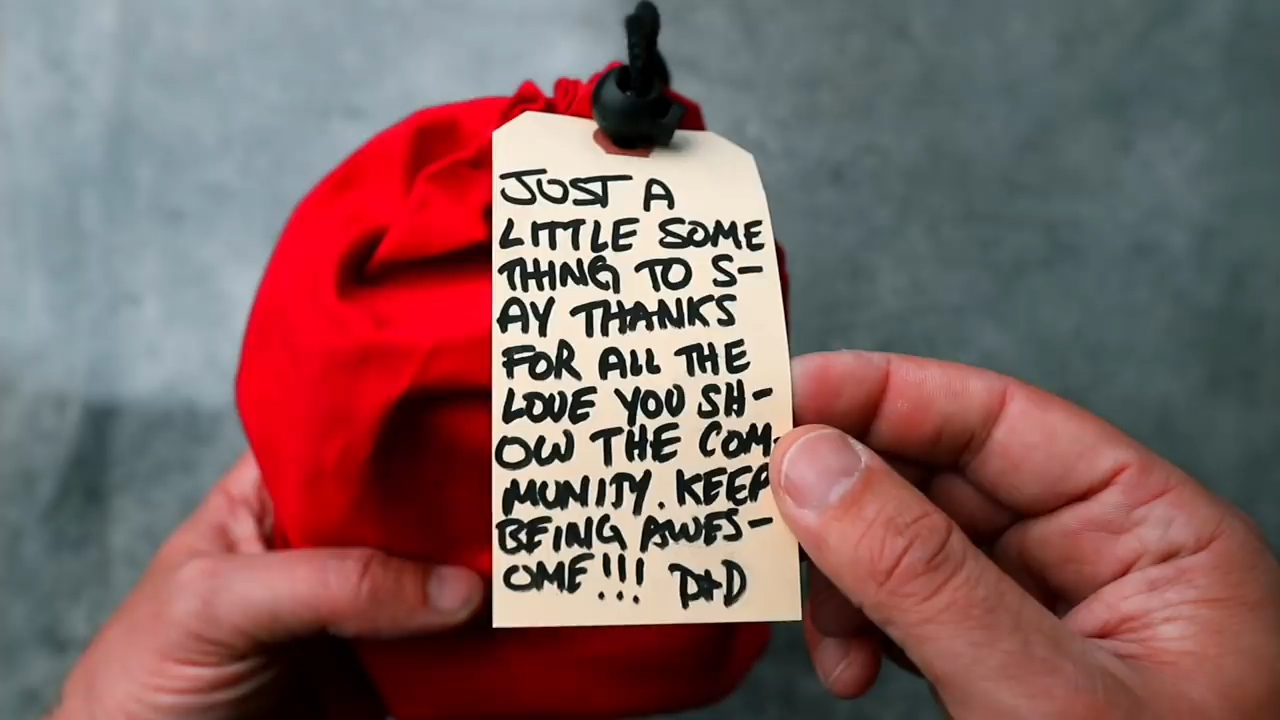 JUST A
LITTLE SOME
THING TO S-
AY THANKS
FOR ALL THE
LOVE YOU SH-
OW THE COM-
MUNITY. KEEP
BEING AWES-
OME!!! D+D